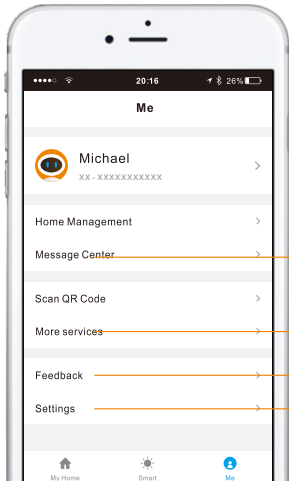 20:16 26%
Me
Michael
XX - XXXXXXXXXXX
Home Management
Message Center
Scan QR Code
More services
Feedback
Settings
My Home Smart Me